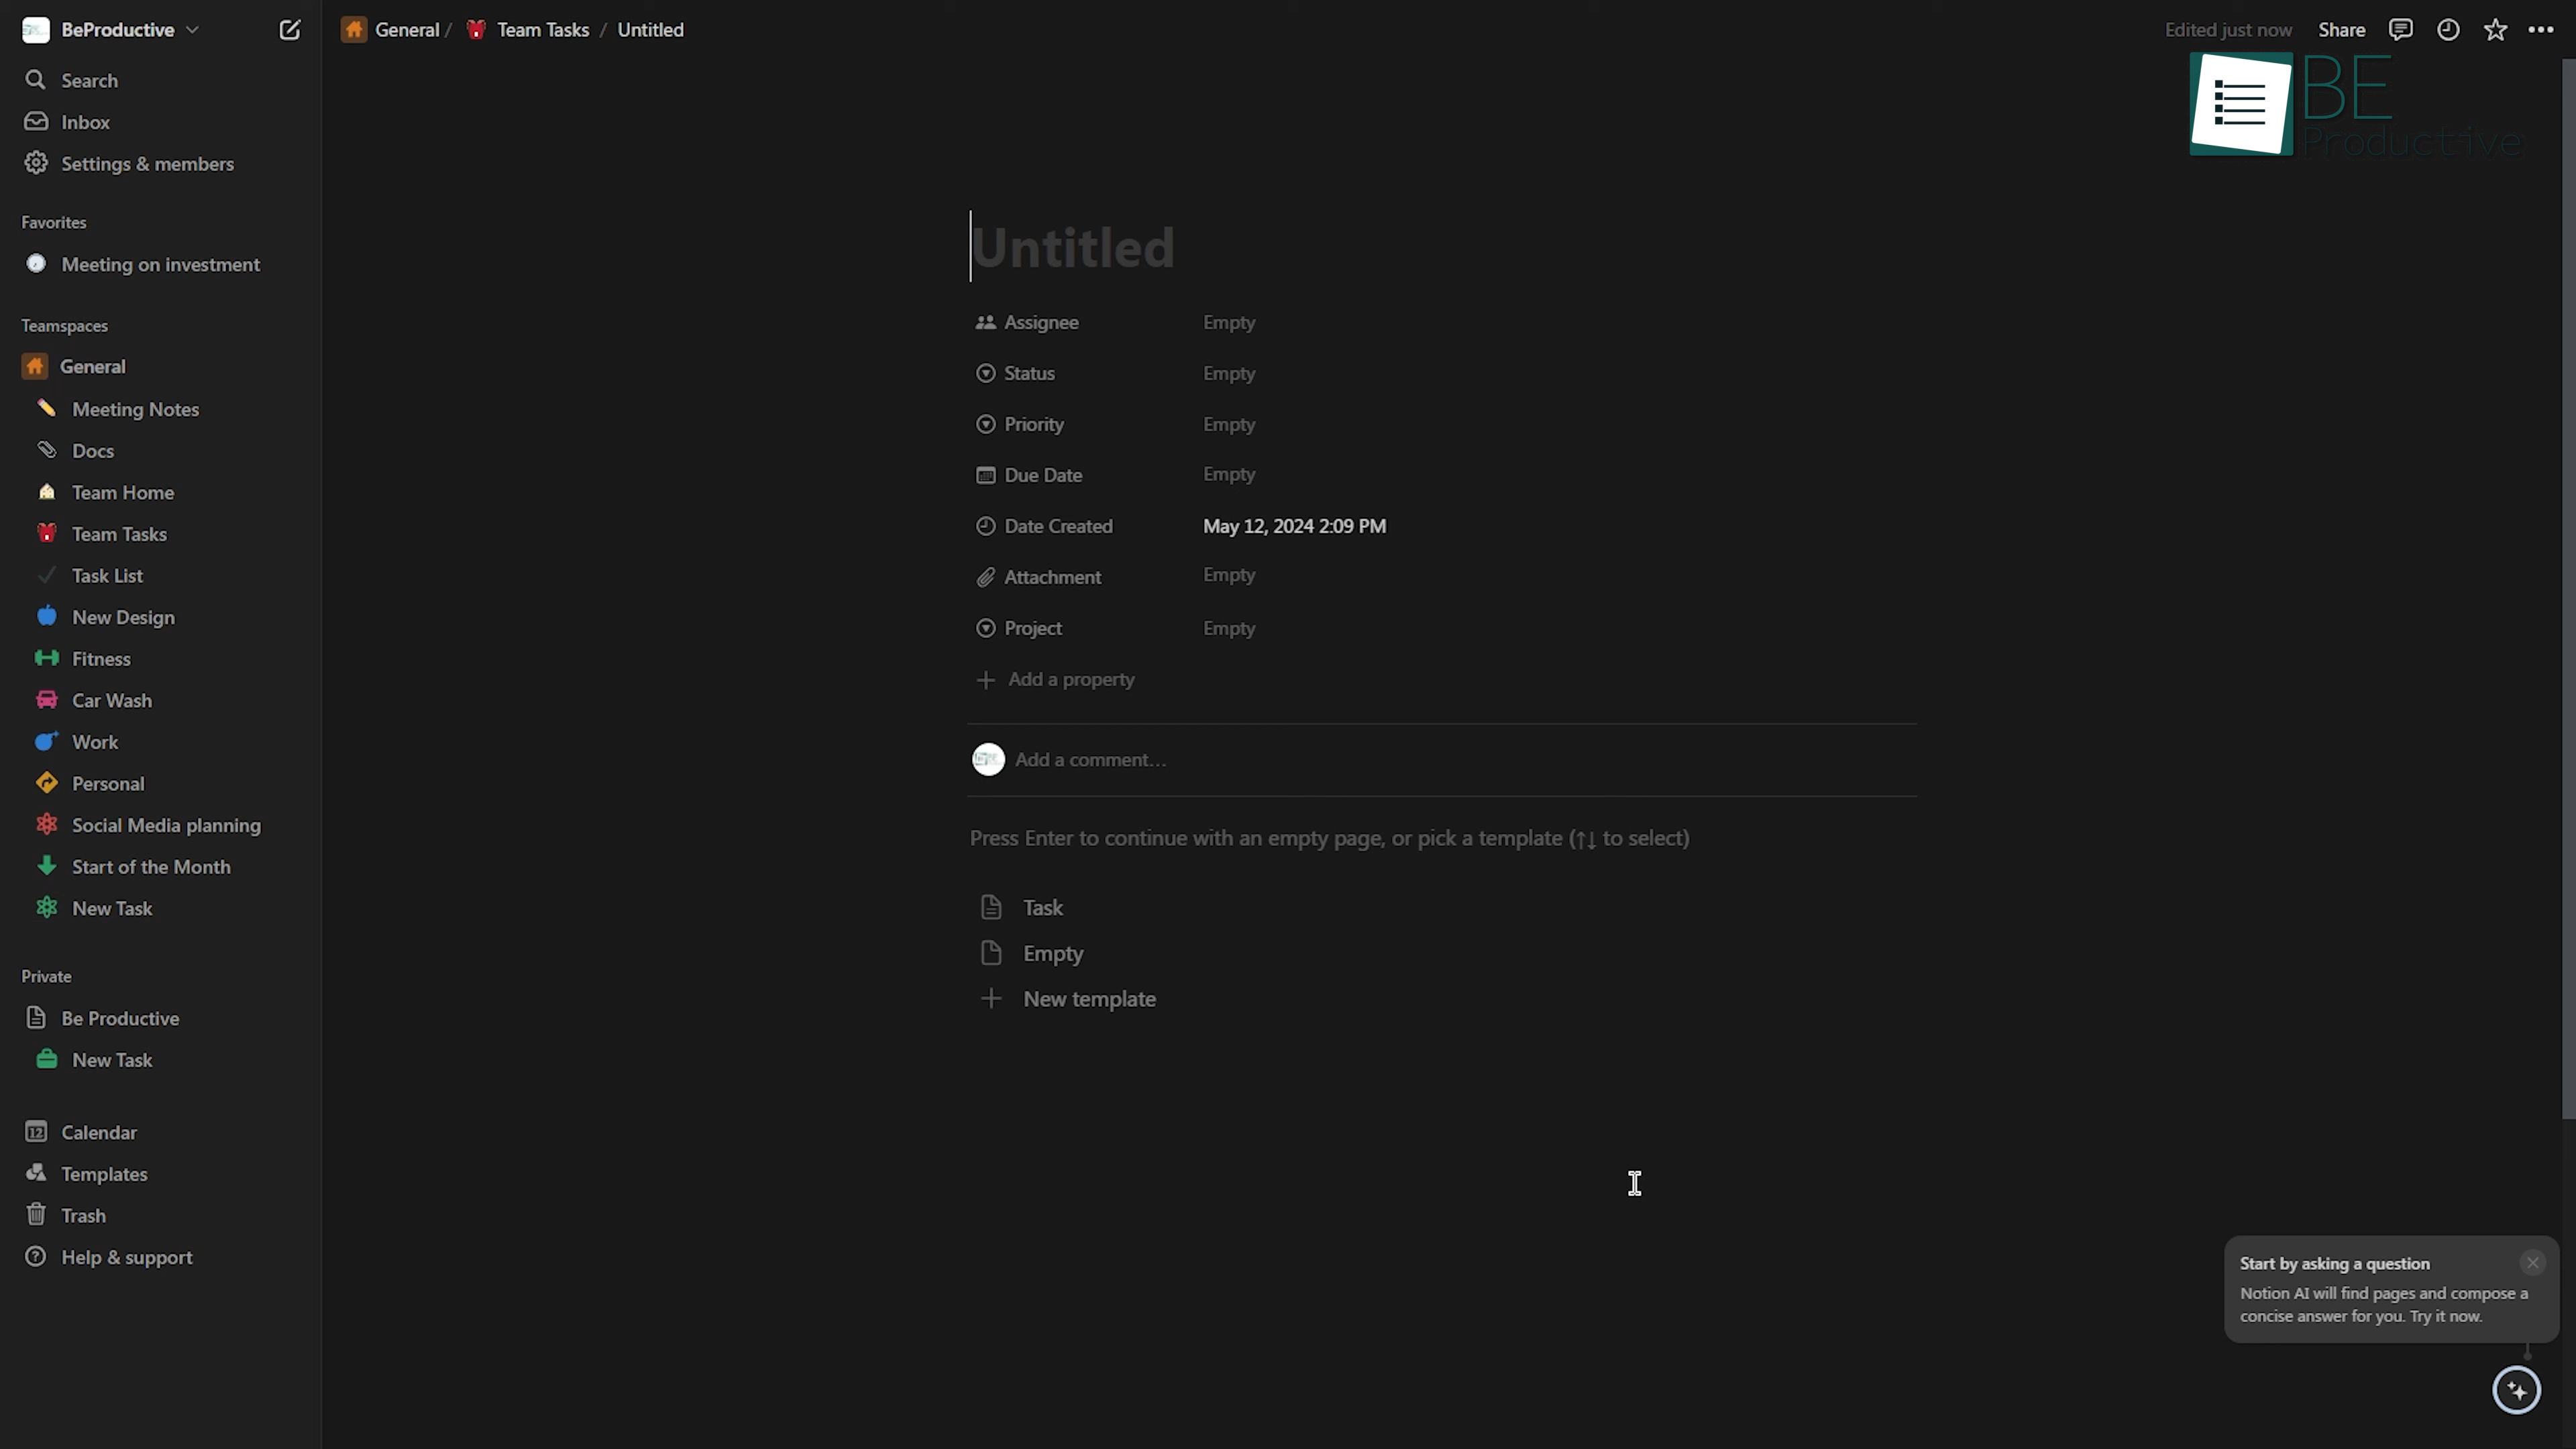 BeProductive
Search
Inbox
Settings & members
Favorites
Meeting on investment
Teamspaces
General
Meeting Notes
Docs
Team Home
Team Tasks
Task List
New Design
Fitness
Car Wash
Work
Personal
Social Media planning
Start of the Month
New Task
Private
Be Productive
New Task
12 Calendar
Templates
Trash
Help & support
General / Team Tasks / Untitled
Edited just now Share
BE
Productive
Untitled
Assignee Empty
Status Empty
Priority Empty
Due Date Empty
Date Created May 12, 2024 2:09 PM
Attachment Empty
Project Empty
+ Add a property
Add a comment...
Press Enter to continue with an empty page, or pick a template (↑↓ to select)
Task
Empty
+ New template
Start by asking a question
Notion AI will find pages and compose a
concise answer for you. Try it now.